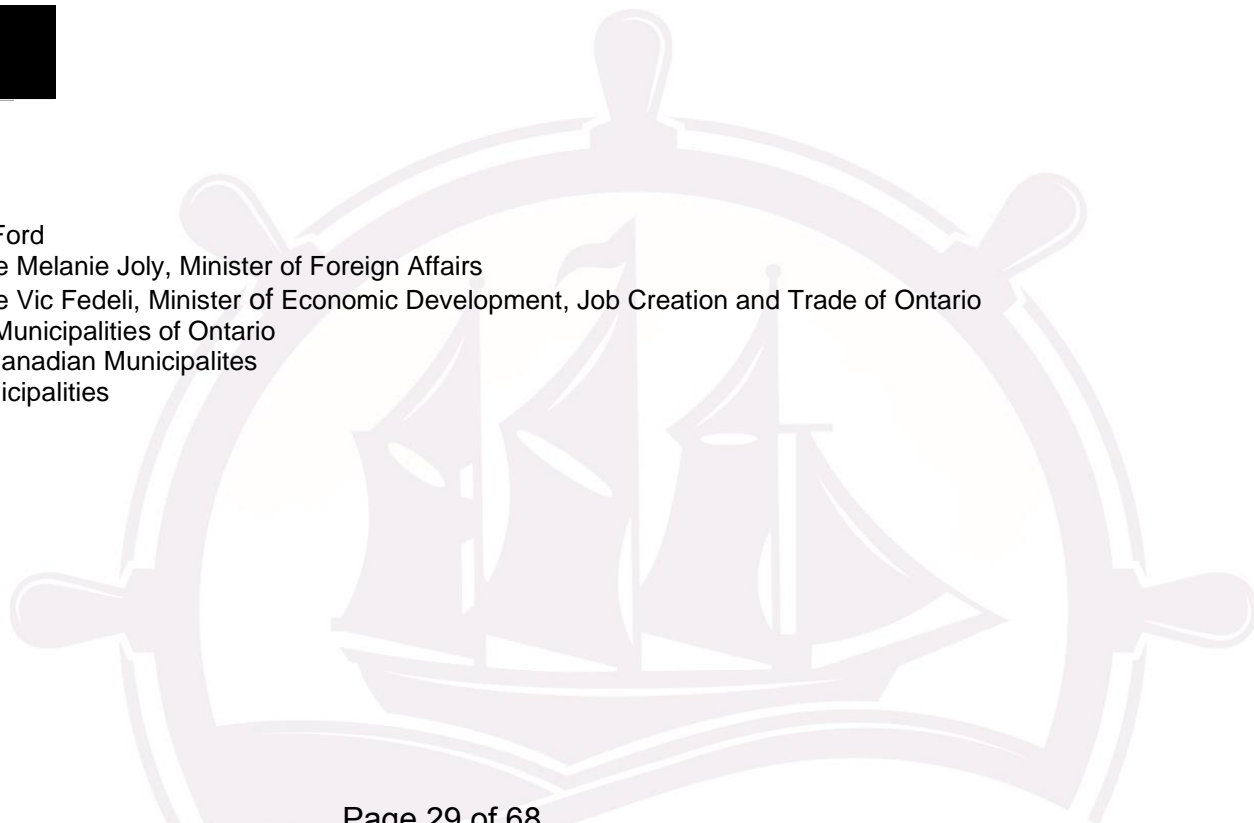 Ford
e Melanie Joly, Minister of Foreign Affairs
e Vic Fedeli, Minister of Economic Development, Job Creation and Trade of Ontario
Municipalities of Ontario
anadian Municipalites
icipalities
Page 29 of 68